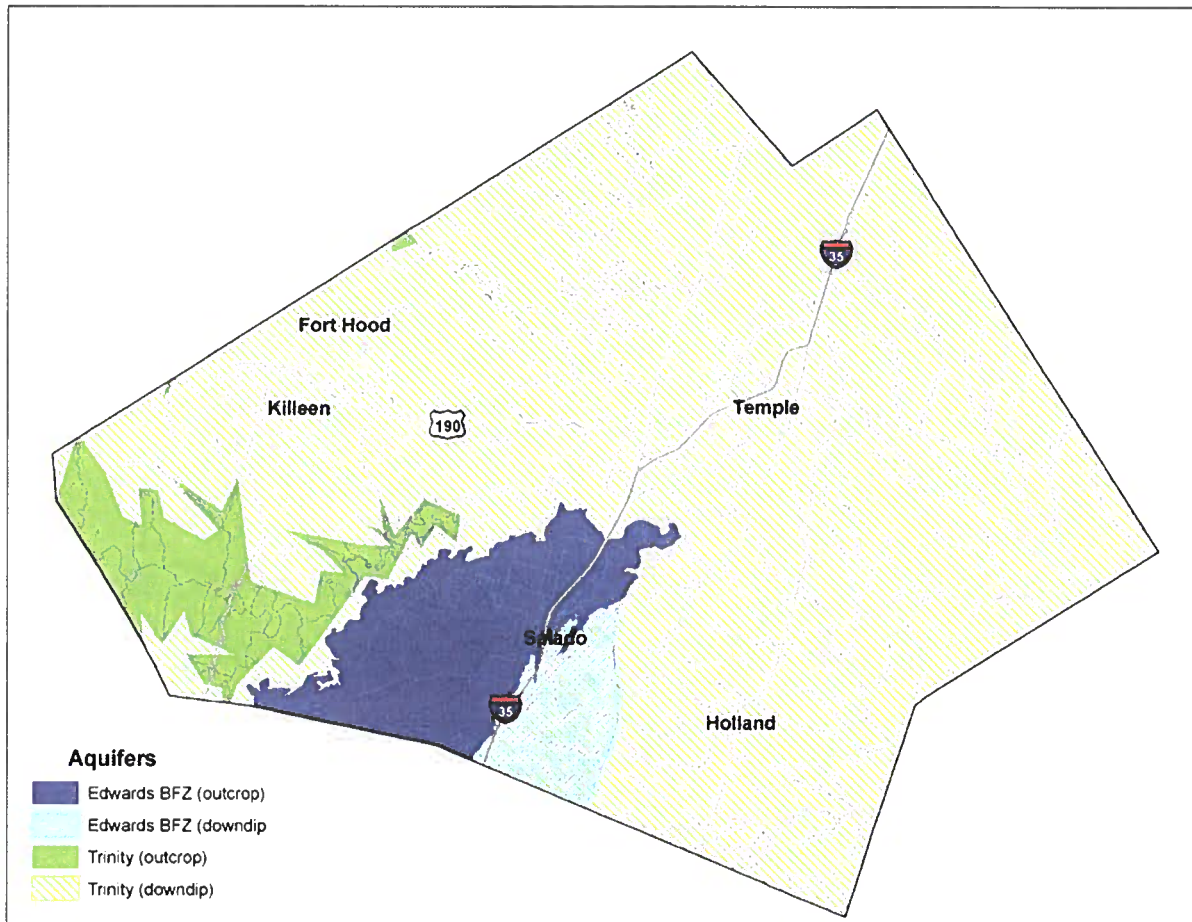 35
Fort Hood
Killeen
190
Temple
Salado
35
Holland
Aquifers
Edwards BFZ (outcrop)
Edwards BFZ (downdip
Trinity (outcrop)
Trinity (downdip)